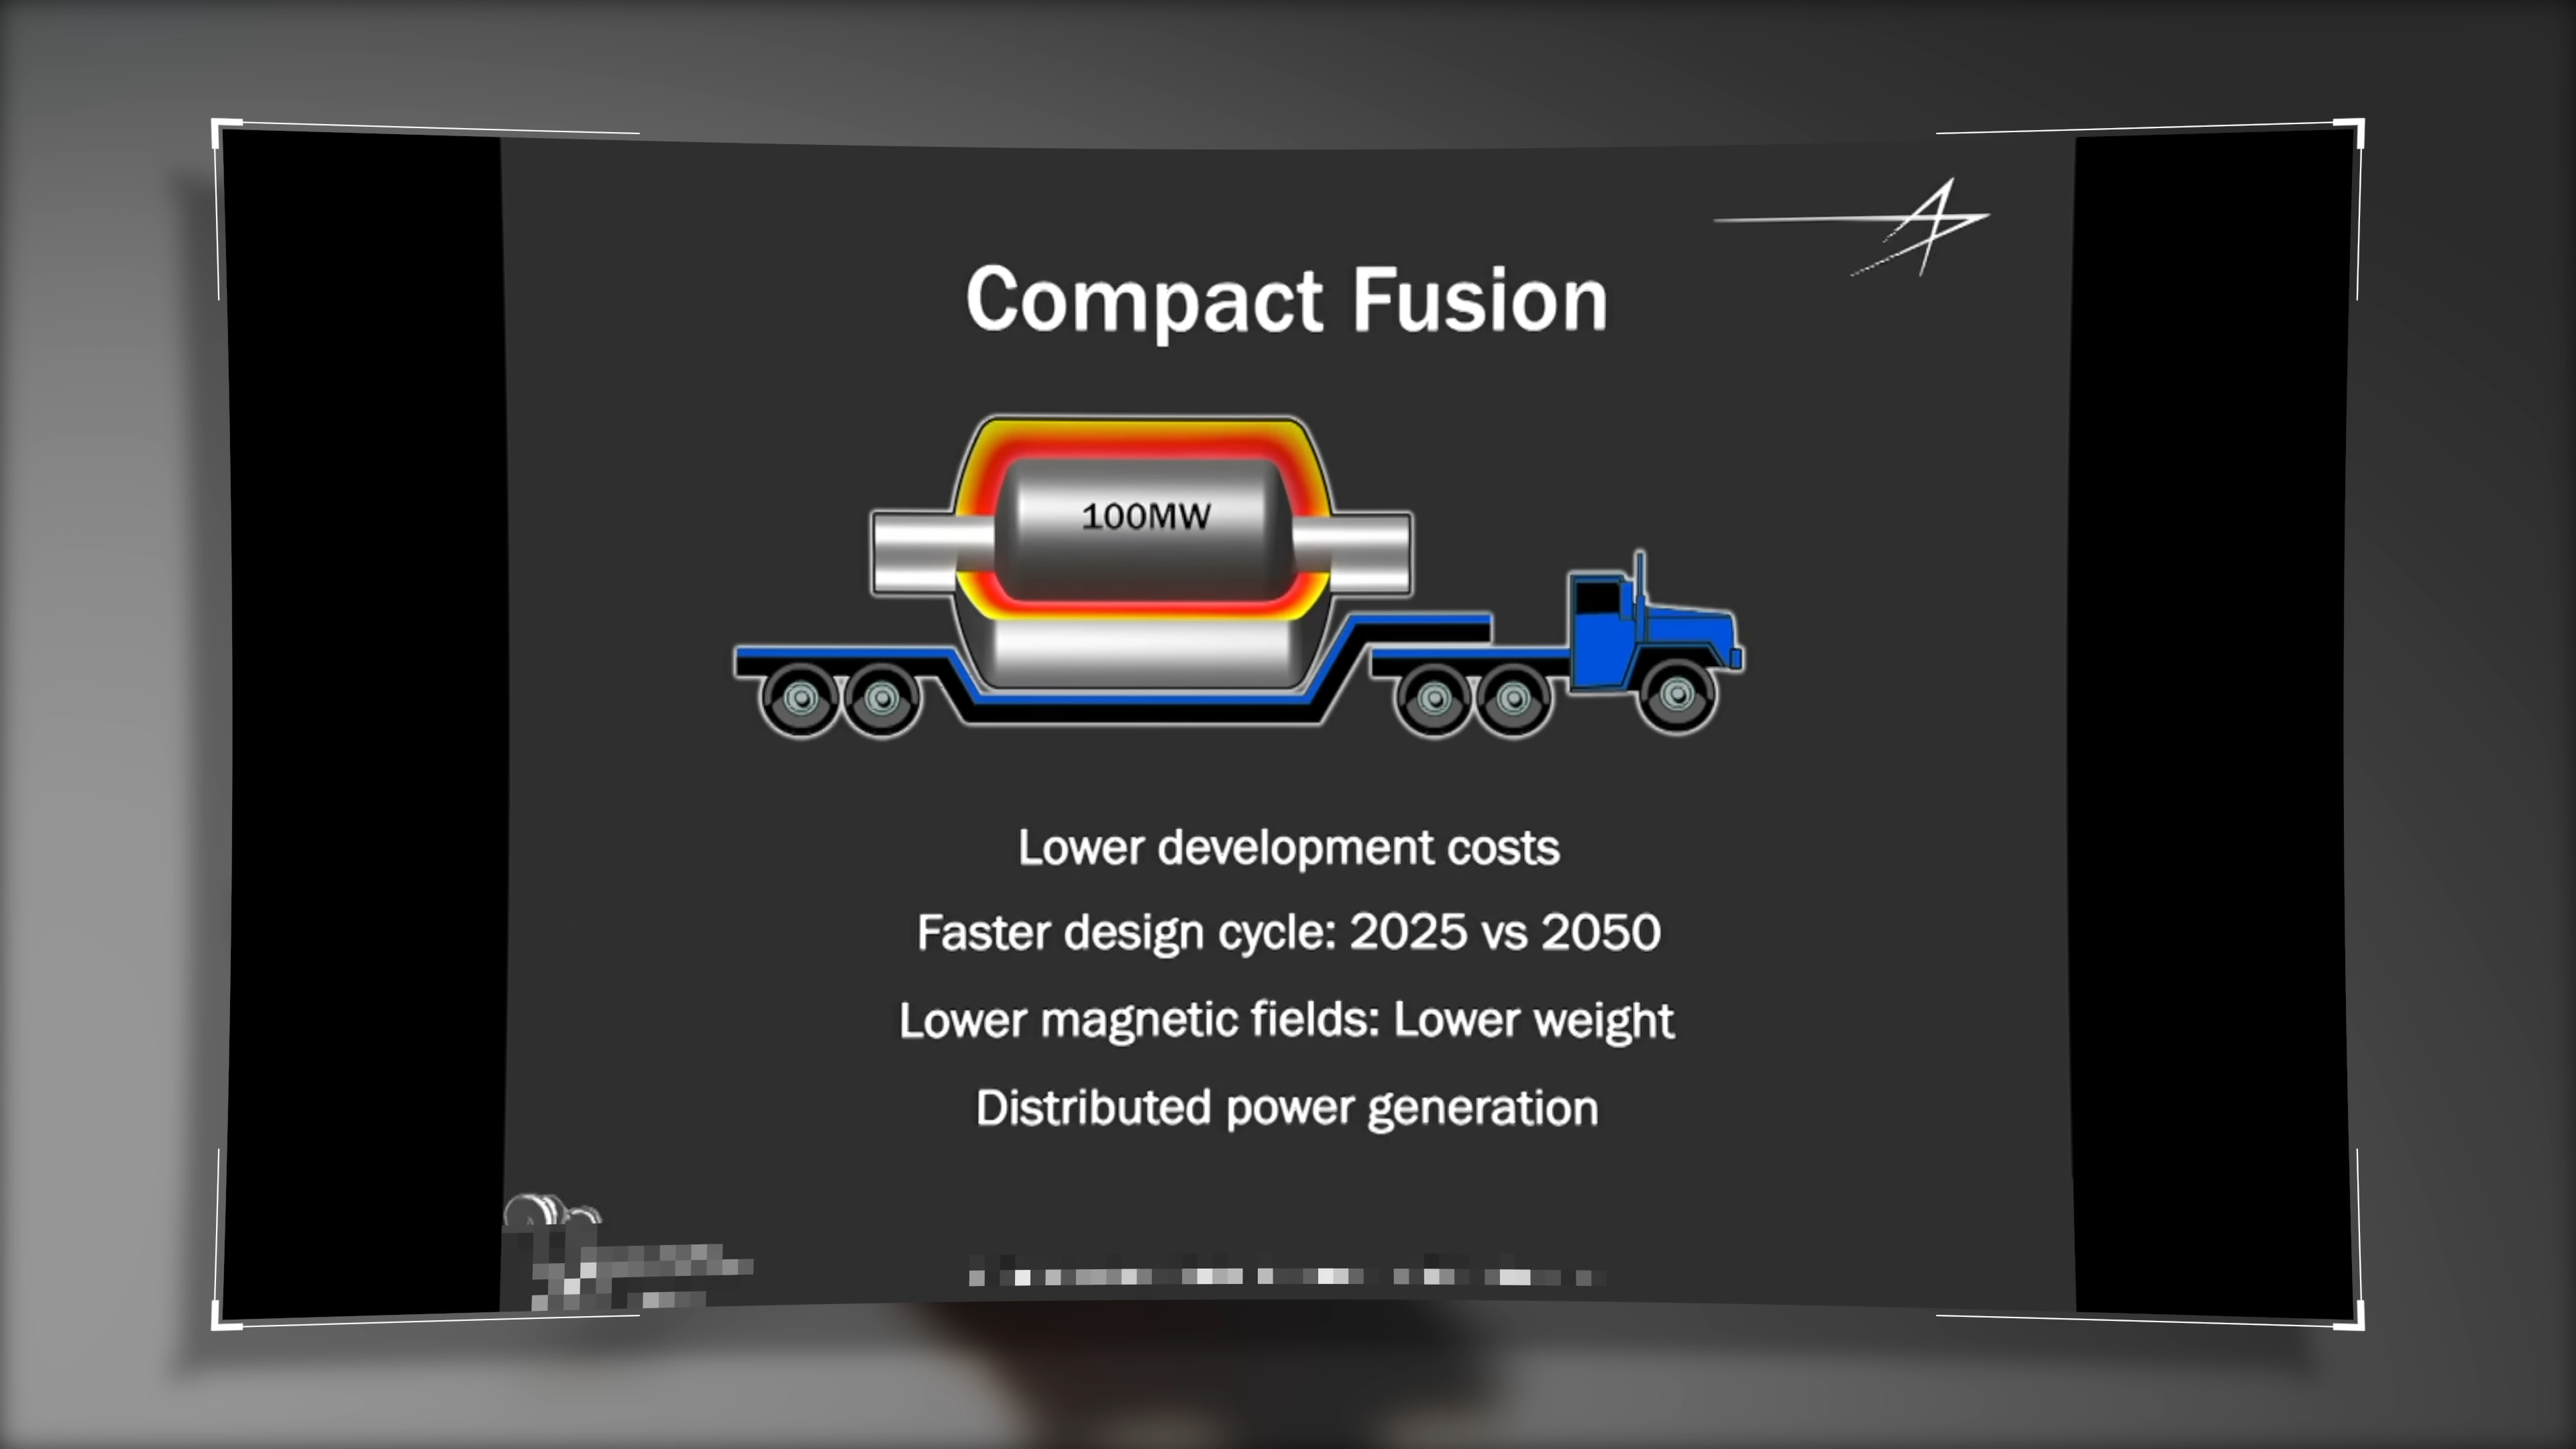 Compact Fusion
100MW
Lower development costs
Faster design cycle: 2025 vs 2050
Lower magnetic fields: Lower weight
Distributed power generation